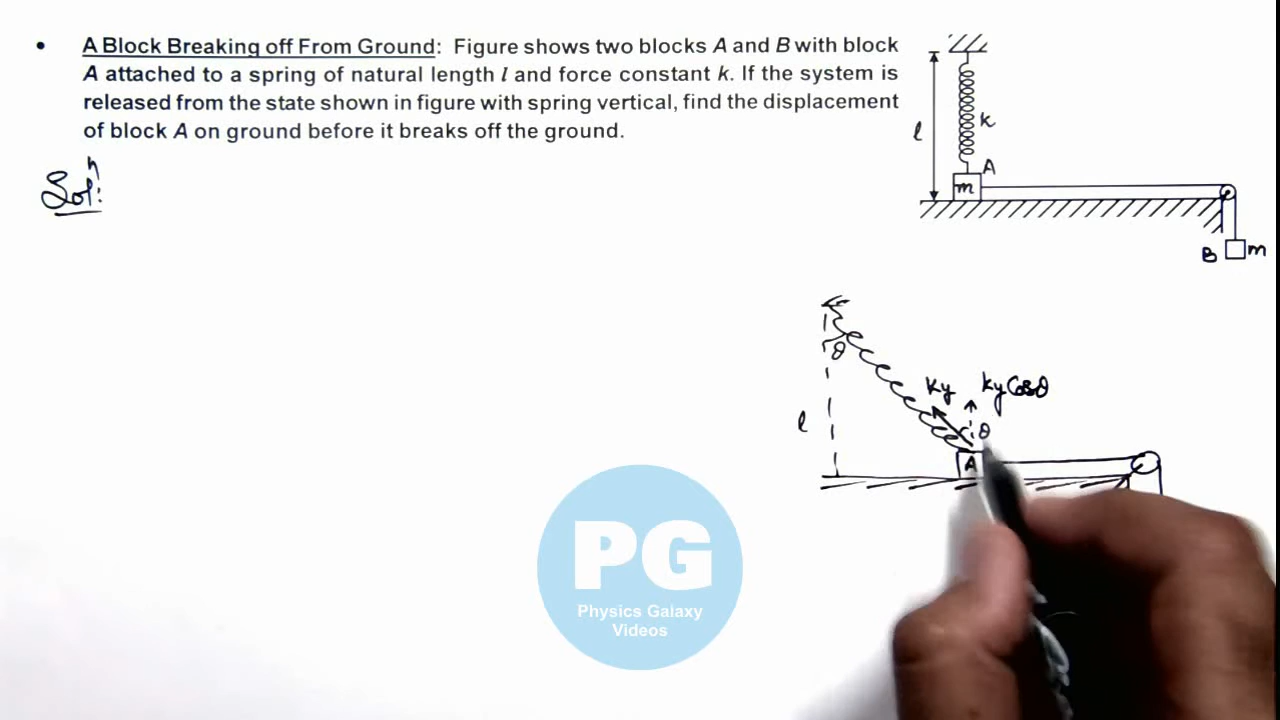 • A Block Breaking off From Ground: Figure shows two blocks A and B with block
A attached to a spring of natural length l and force constant k. If the system is
released from the state shown in figure with spring vertical, find the displacement
of block A on ground before it breaks off the ground.
Solⁿ:
l
k
A
m
B
m
θ
l
ky
ky Cosθ
θ
A
PG
Physics Galaxy
Videos